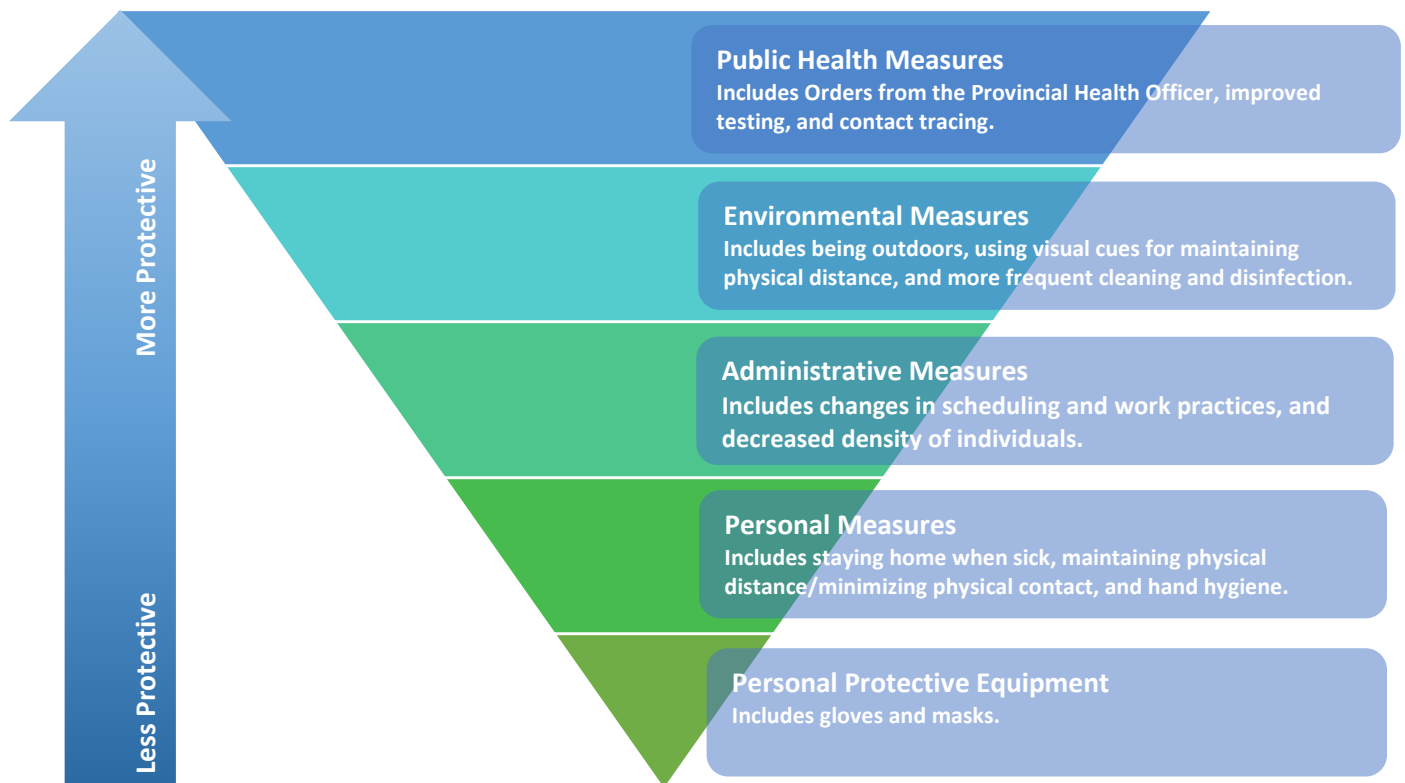 More Protective
Less Protective
Public Health Measures
Includes Orders from the Provincial Health Officer, improved
testing, and contact tracing.
Environmental Measures
Includes being outdoors, using visual cues for maintaining
physical distance, and more frequent cleaning and disinfection.
Administrative Measures
Includes changes in scheduling and work practices, and
decreased density of individuals.
Personal Measures
Includes staying home when sick, maintaining physical
distance/minimizing physical contact, and hand hygiene.
Personal Protective Equipment
Includes gloves and masks.